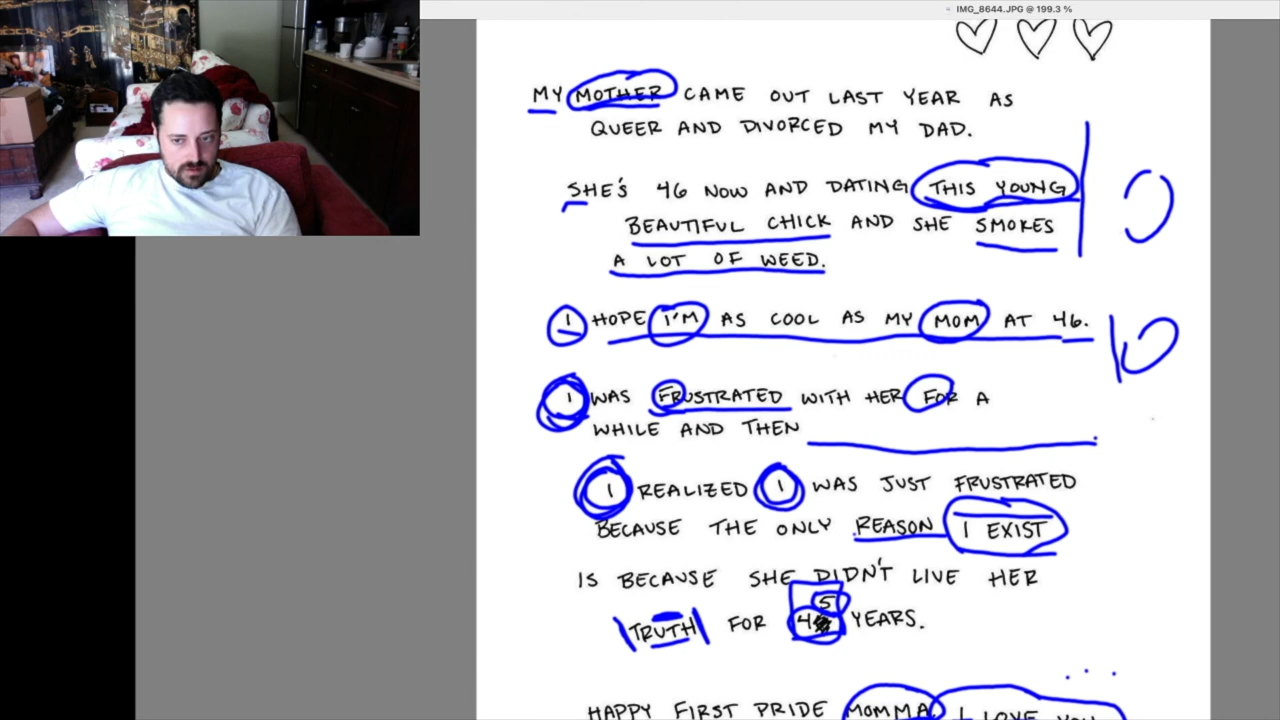 IMG_8644.JPG @ 199.3 %
MY MOTHER CAME OUT LAST YEAR AS
QUEER AND DIVORCED MY DAD.
SHE'S 46 NOW AND DATING THIS YOUNG
BEAUTIFUL CHICK AND SHE SMOKES
A LOT OF WEED.
I HOPE I'M AS COOL AS MY MOM AT 46.
I WAS FRUSTRATED WITH HER FOR A
WHILE AND THEN
I REALIZED I WAS JUST FRUSTRATED
BECAUSE THE ONLY REASON I EXIST
IS BECAUSE SHE DIDN'T LIVE HER
TRUTH FOR 45 YEARS.
HAPPY FIRST PRIDE MOMMA. I LOVE YOU